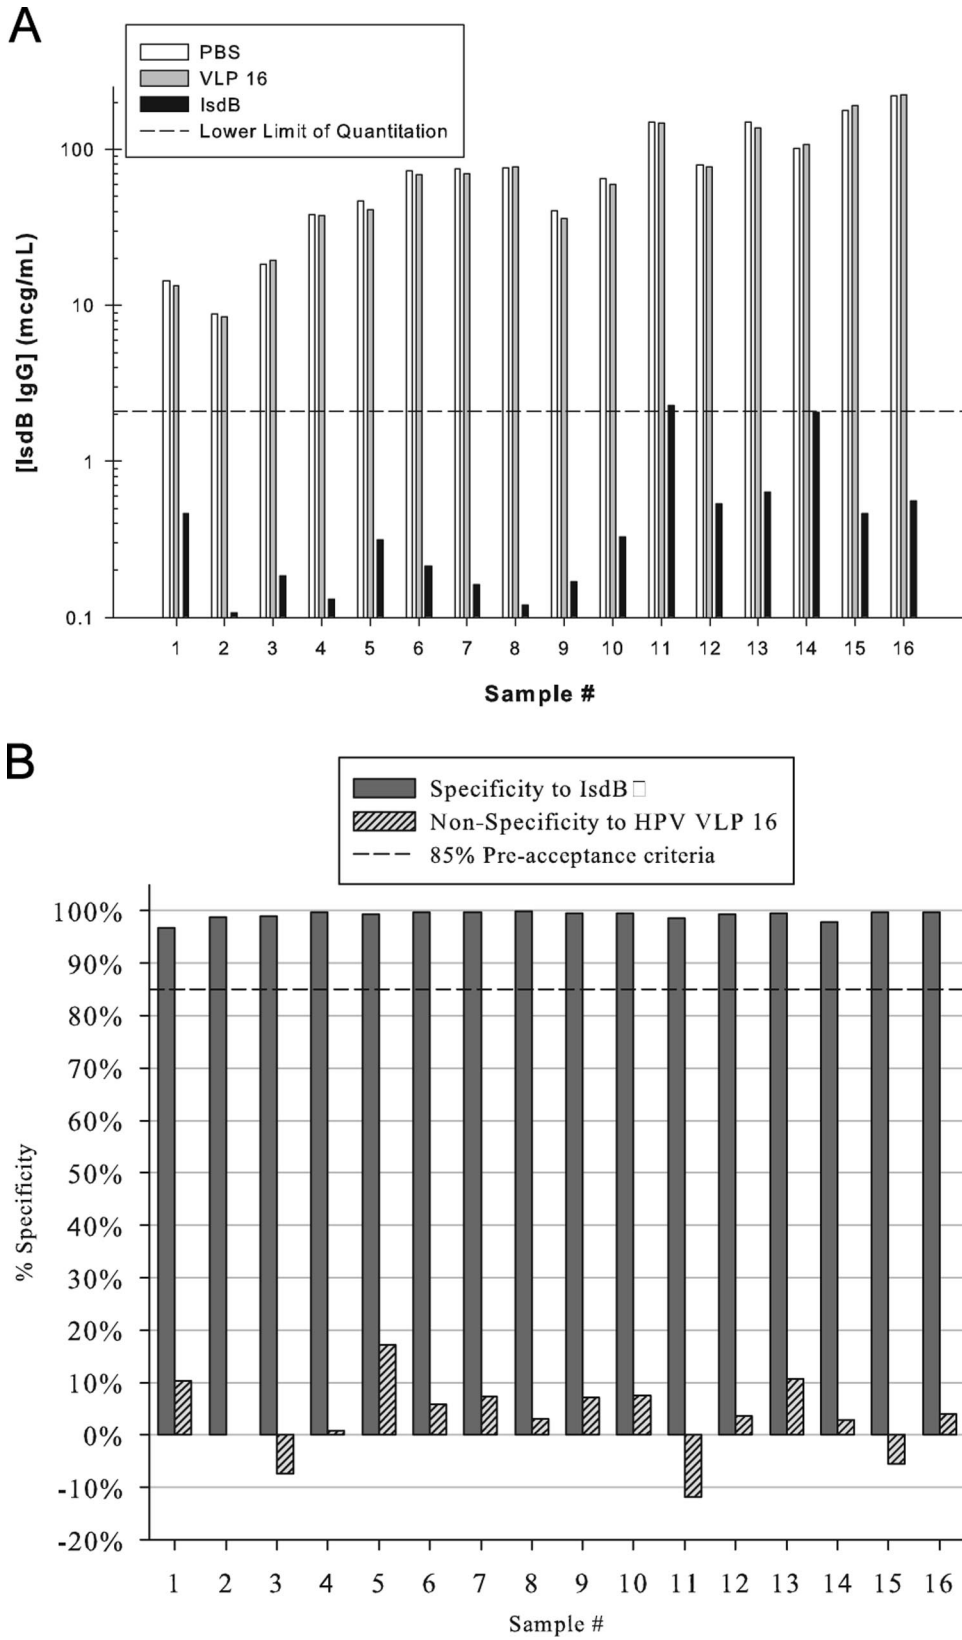 A
PBS
VLP 16
IsdB
Lower Limit of Quantitation
100
10
1
0.1
[IsdB IgG] (mcg/mL)
1 2 3 4 5 6 7 8 9 10 11 12 13 14 15 16
Sample #
B
Specificity to IsdB□
Non-Specificity to HPV VLP 16
85% Pre-acceptance criteria
100%
90%
80%
70%
60%
50%
40%
30%
20%
10%
0%
-10%
-20%
% Specificity
1 2 3 4 5 6 7 8 9 10 11 12 13 14 15 16
Sample #